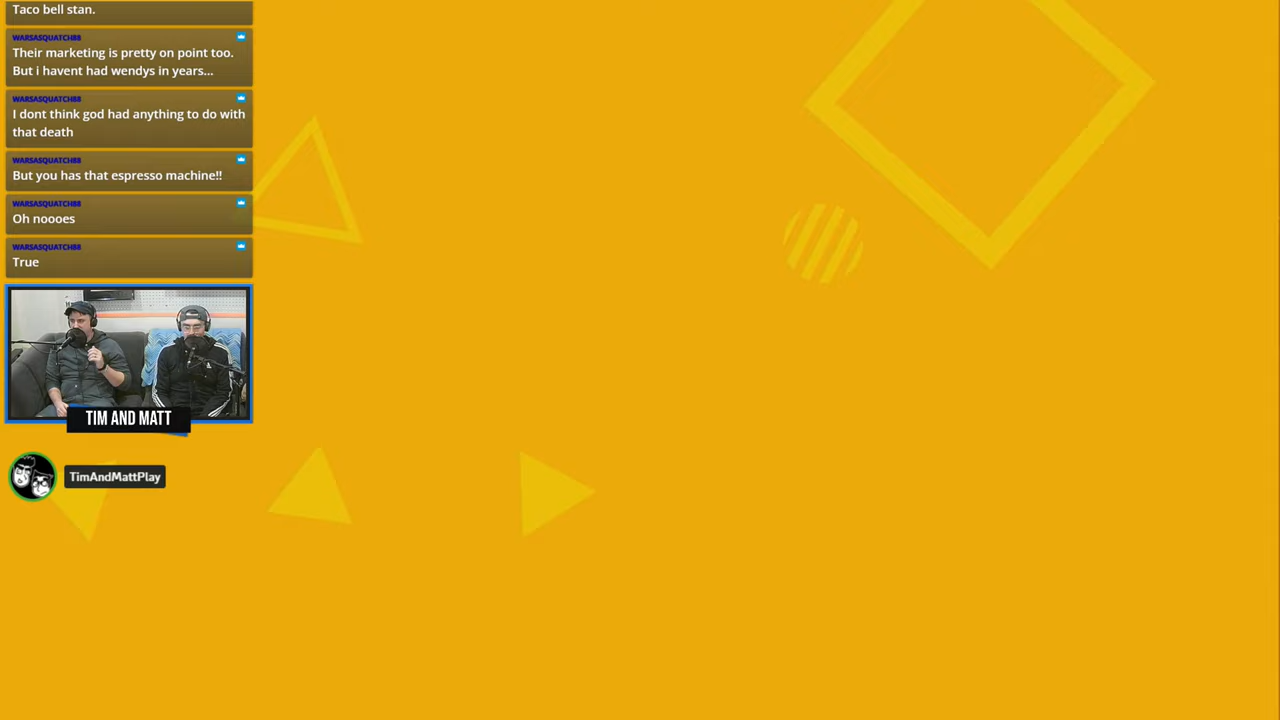 Taco bell stan.
WARSASQUATCH88
Their marketing is pretty on point too.
But i havent had wendys in years...
WARSASQUATCH88
I dont think god had anything to do with
that death
WARSASQUATCH88
But you has that espresso machine!!
WARSASQUATCH88
Oh noooes
WARSASQUATCH88
True
TIM AND MATT
TimAndMattPlay